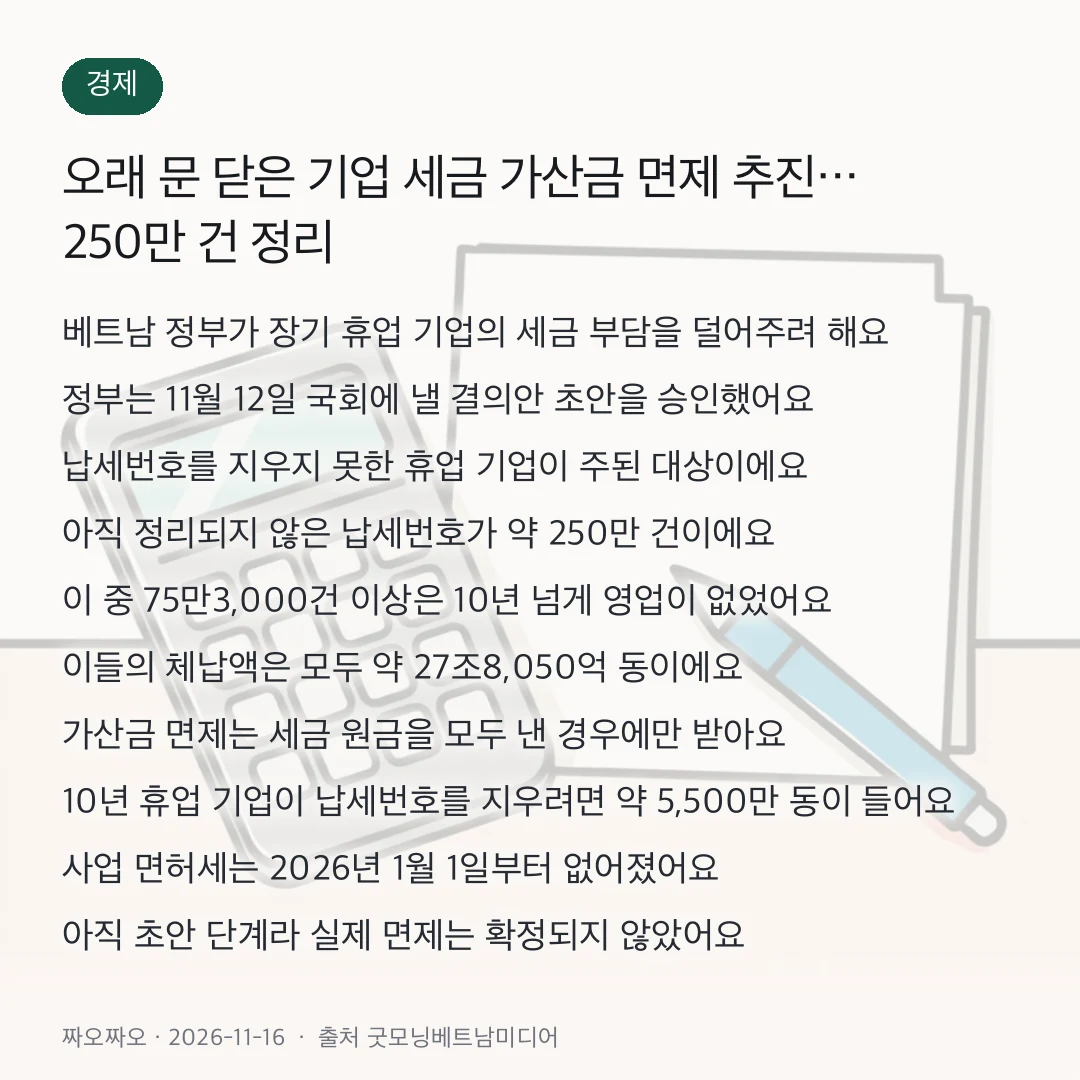 경제
오래 문 닫은 기업 세금 가산금 면제 추진…
250만 건 정리
베트남 정부가 장기 휴업 기업의 세금 부담을 덜어주려 해요
정부는 11월 12일 국회에 낼 결의안 초안을 승인했어요
납세번호를 지우지 못한 휴업 기업이 주된 대상이에요
아직 정리되지 않은 납세번호가 약 250만 건이에요
이 중 75만3,000건 이상은 10년 넘게 영업이 없었어요
이들의 체납액은 모두 약 27조8,050억 동이에요
가산금 면제는 세금 원금을 모두 낸 경우에만 받아요
10년 휴업 기업이 납세번호를 지우려면 약 5,500만 동이 들어요
사업 면허세는 2026년 1월 1일부터 없어졌어요
아직 초안 단계라 실제 면제는 확정되지 않았어요
짜오짜오 · 2026-11-16 · 출처 굿모닝베트남미디어